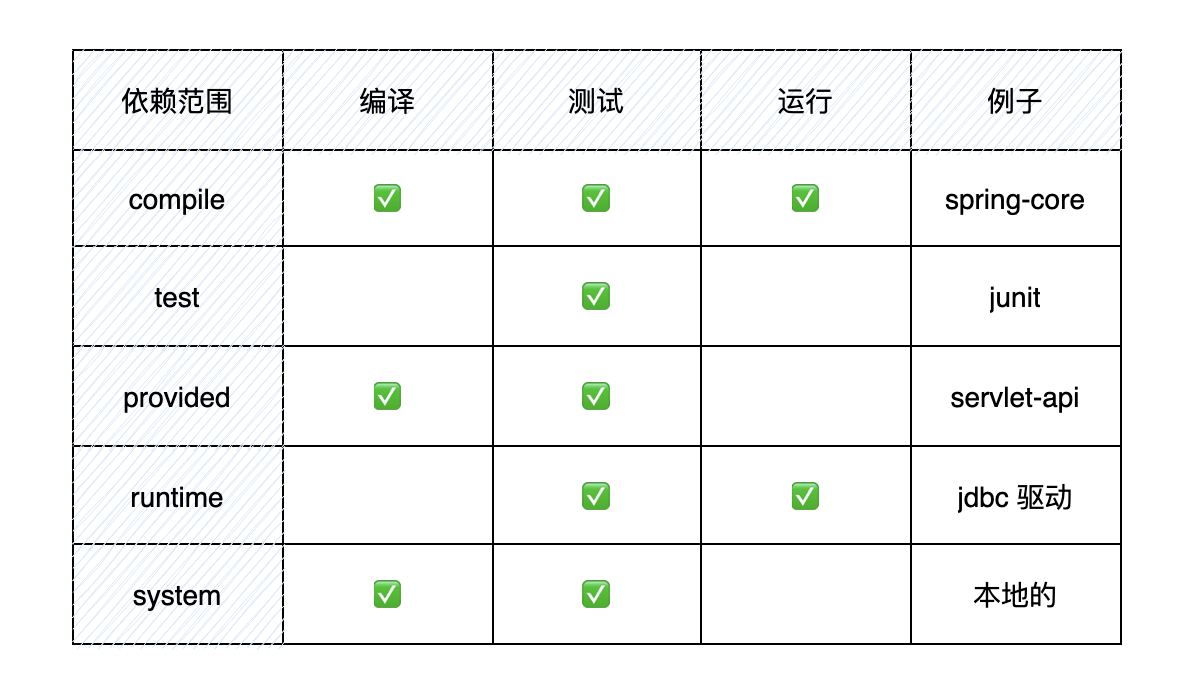 依赖范围 编译 测试 运行 例子
compile ✅ ✅ ✅ spring-core
test ✅ junit
provided ✅ ✅ servlet-api
runtime ✅ ✅ jdbc 驱动
system ✅ ✅ 本地的